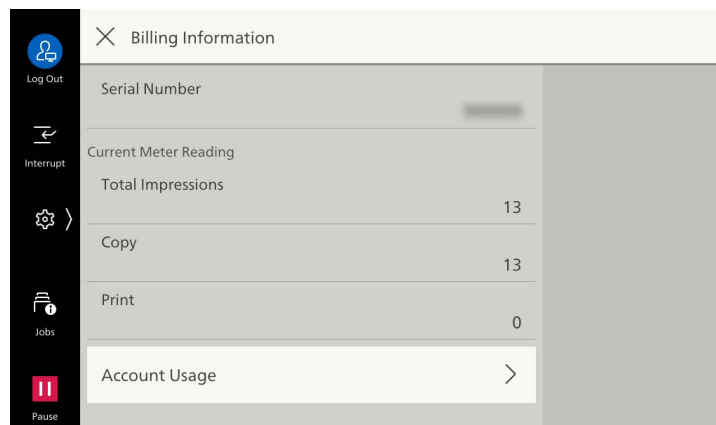 Billing Information
Log Out
Serial Number
Interrupt
Current Meter Reading
Total Impressions
13
Copy
13
Print
0
Jobs
Account Usage
Pause